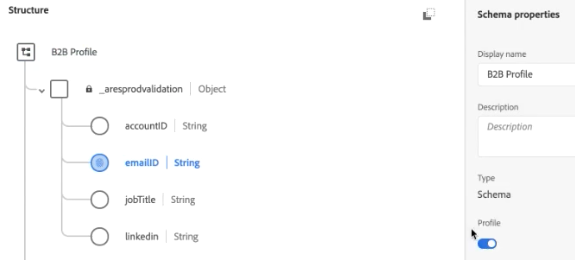 Structure
B2B Profile
_aresprodvalidation | Object
accountID | String
emailID | String
jobTitle | String
linkedin | String
Schema properties
Display name
B2B Profile
Description
Description
Type
Schema
Profile